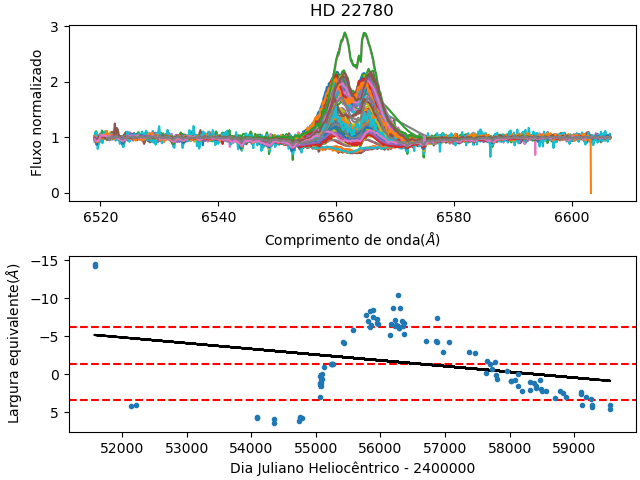 HD 22780
Fluxo normalizado
3
2
1
0
6520 6540 6560 6580 6600
Comprimento de onda(Å)
Largura equivalente(Å)
−15
−10
−5
0
5
52000 53000 54000 55000 56000 57000 58000 59000
Dia Juliano Heliocêntrico - 2400000